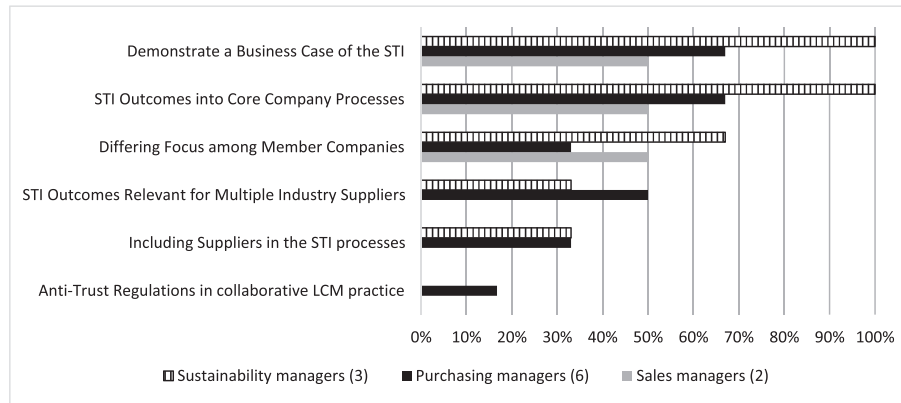 Demonstrate a Business Case of the STI
STI Outcomes into Core Company Processes
Differing Focus among Member Companies
STI Outcomes Relevant for Multiple Industry Suppliers
Including Suppliers in the STI processes
Anti-Trust Regulations in collaborative LCM practice
0% 10% 20% 30% 40% 50% 60% 70% 80% 90% 100%
Sustainability managers (3) Purchasing managers (6) Sales managers (2)